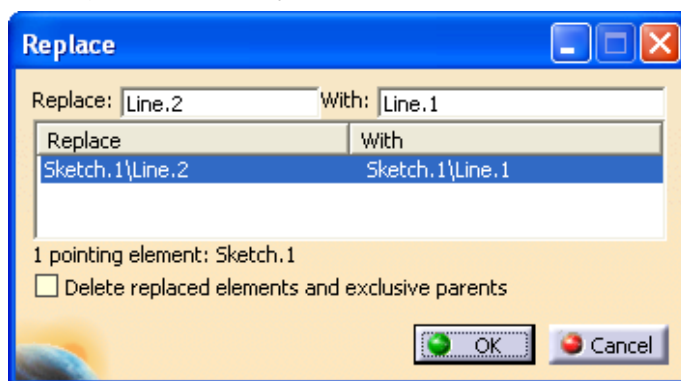 Replace
Replace: Line.2 With: Line.1
Replace With
Sketch.1\Line.2 Sketch.1\Line.1
1 pointing element: Sketch.1
Delete replaced elements and exclusive parents
OK Cancel